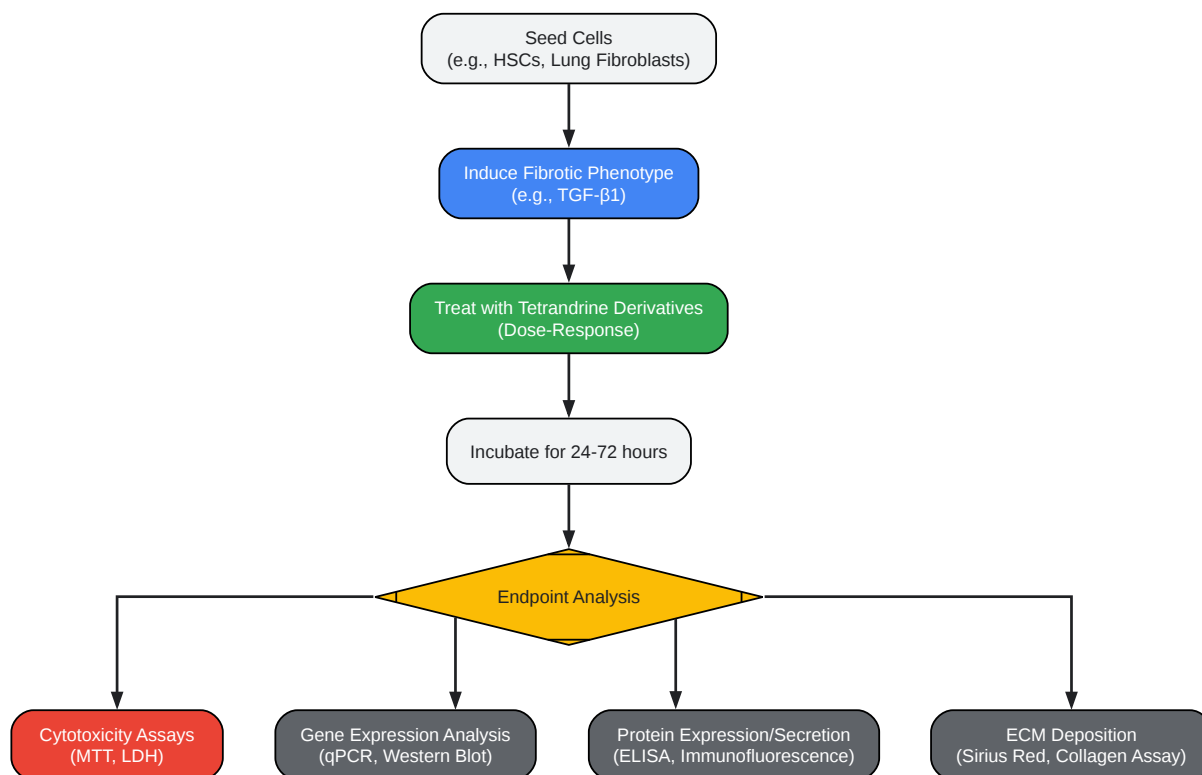 Seed Cells
(e.g., HSCs, Lung Fibroblasts)
Induce Fibrotic Phenotype
(e.g., TGF-β1)
Treat with Tetrandrine Derivatives
(Dose-Response)
Incubate for 24-72 hours
Endpoint Analysis
Cytotoxicity Assays
(MTT, LDH)
Gene Expression Analysis
(qPCR, Western Blot)
Protein Expression/Secretion
(ELISA, Immunofluorescence)
ECM Deposition
(Sirius Red, Collagen Assay)